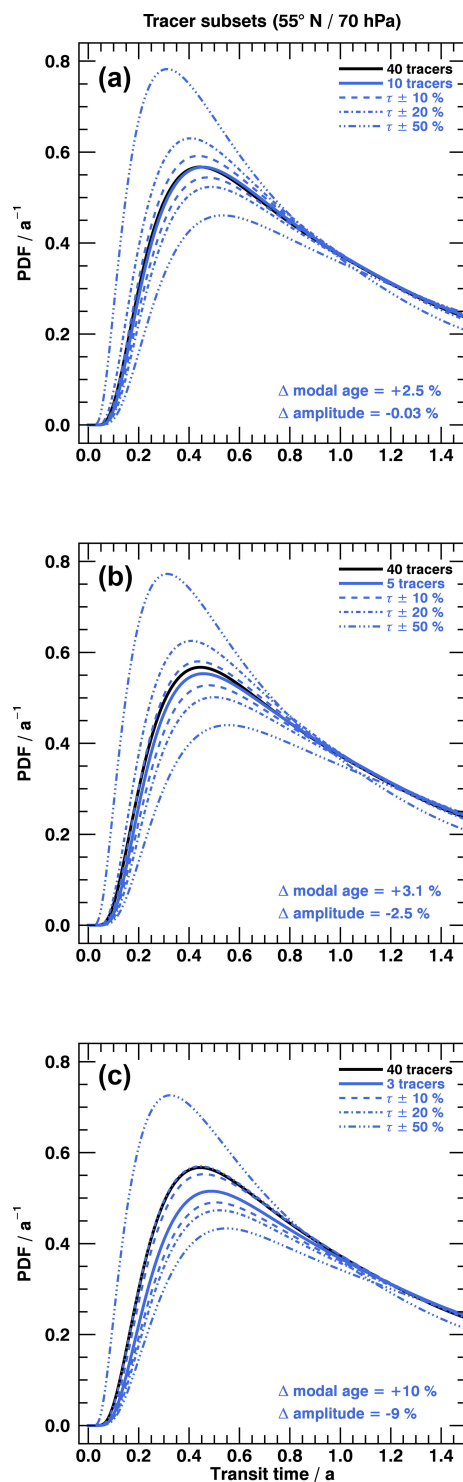 Tracer subsets (55° N / 70 hPa)
(a)
40 tracers
10 tracers
τ ± 10 %
τ ± 20 %
τ ± 50 %
0.8
0.6
0.4
0.2
0.0
PDF / a⁻¹
Δ modal age = +2.5 %
Δ amplitude = -0.03 %
0.0 0.2 0.4 0.6 0.8 1.0 1.2 1.4
(b)
40 tracers
5 tracers
τ ± 10 %
τ ± 20 %
τ ± 50 %
0.8
0.6
0.4
0.2
0.0
PDF / a⁻¹
Δ modal age = +3.1 %
Δ amplitude = -2.5 %
0.0 0.2 0.4 0.6 0.8 1.0 1.2 1.4
(c)
40 tracers
3 tracers
τ ± 10 %
τ ± 20 %
τ ± 50 %
0.8
0.6
0.4
0.2
0.0
PDF / a⁻¹
Δ modal age = +10 %
Δ amplitude = -9 %
0.0 0.2 0.4 0.6 0.8 1.0 1.2 1.4
Transit time / a